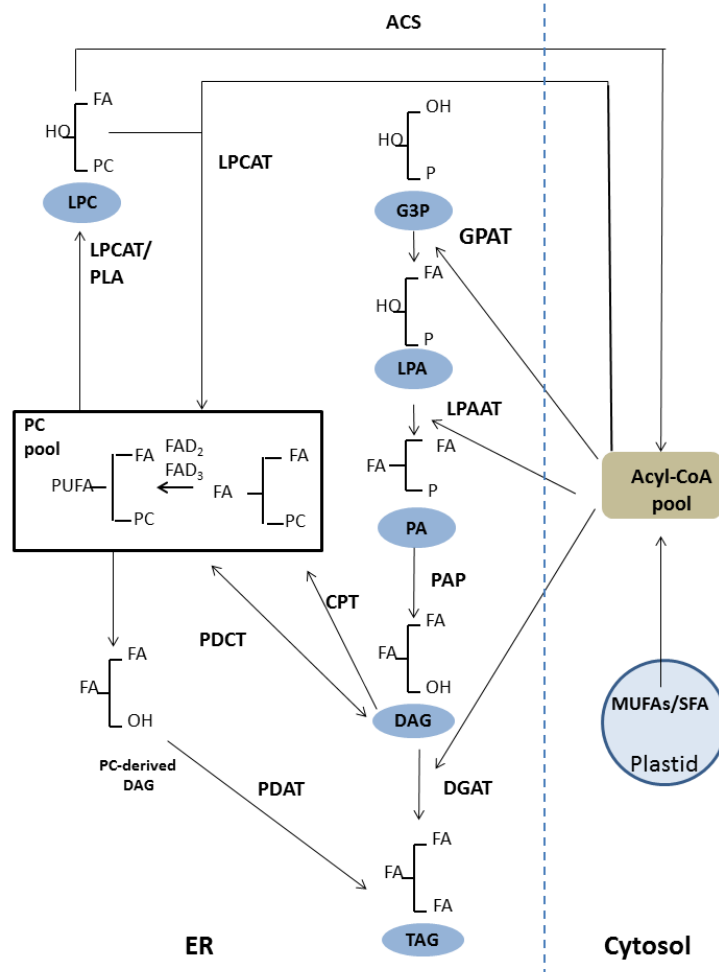 ACS
FA
HO
PC
LPC
LPCAT
OH
HO
P
G3P
GPAT
LPCAT/
PLA
FA
HO
P
LPA
LPAAT
PC
pool
FA
FAD2
FAD3
PUFA
FA
FA
PC
PC
FA
FA
P
PA
Acyl-CoA
pool
PAP
CPT
PDCT
FA
FA
OH
DAG
FA
FA
OH
PC-derived
DAG
PDAT
DGAT
MUFAs/SFA
Plastid
FA
FA
FA
TAG
ER
Cytosol